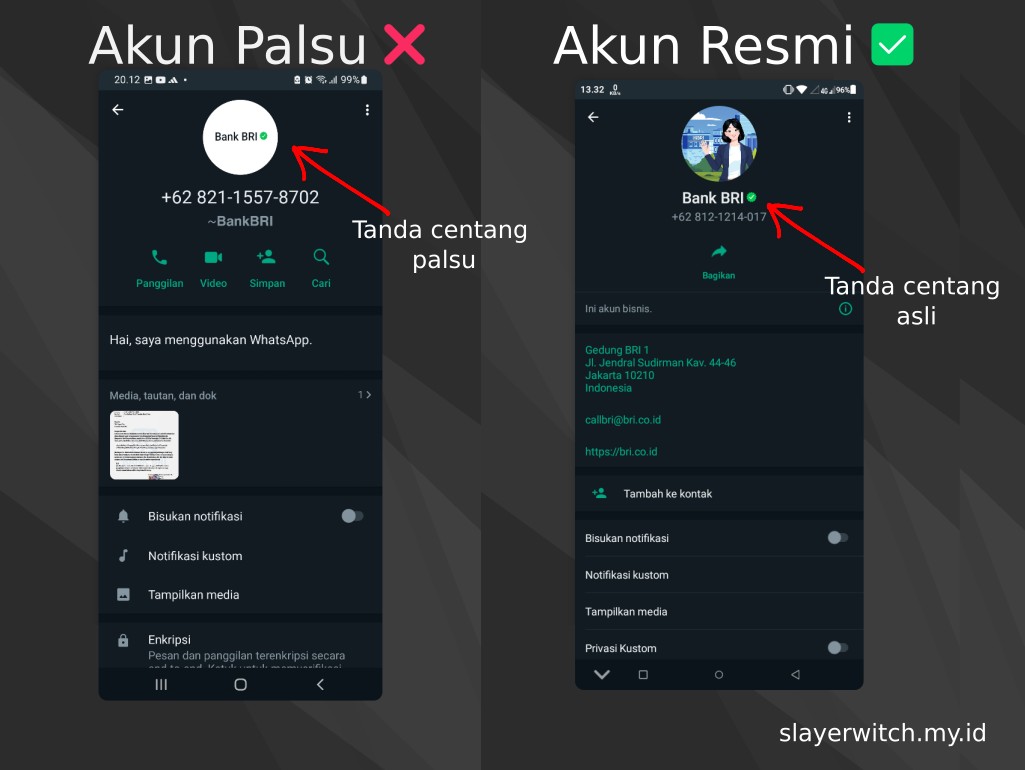 Akun Palsu
Akun Resmi
20.12
99%
Bank BRI
+62 821-1557-8702
~BankBRI
Panggilan Video Simpan Cari
Hai, saya menggunakan WhatsApp.
Media, tautan, dan dok
1
Bisukan notifikasi
Notifikasi kustom
Tampilkan media
Enkripsi
Pesan dan panggilan terenkripsi secara
Tanda centang
palsu
13.32
0
KB/s
4G
96%
Bank BRI
+62 812-1214-017
Bagikan
Ini akun bisnis.
Gedung BRI 1
Jl. Jendral Sudirman Kav. 44-46
Jakarta 10210
Indonesia
callbri@bri.co.id
https://bri.co.id
Tambah ke kontak
Bisukan notifikasi
Notifikasi kustom
Tampilkan media
Privasi Kustom
Tanda centang
asli
slayerwitch.my.id